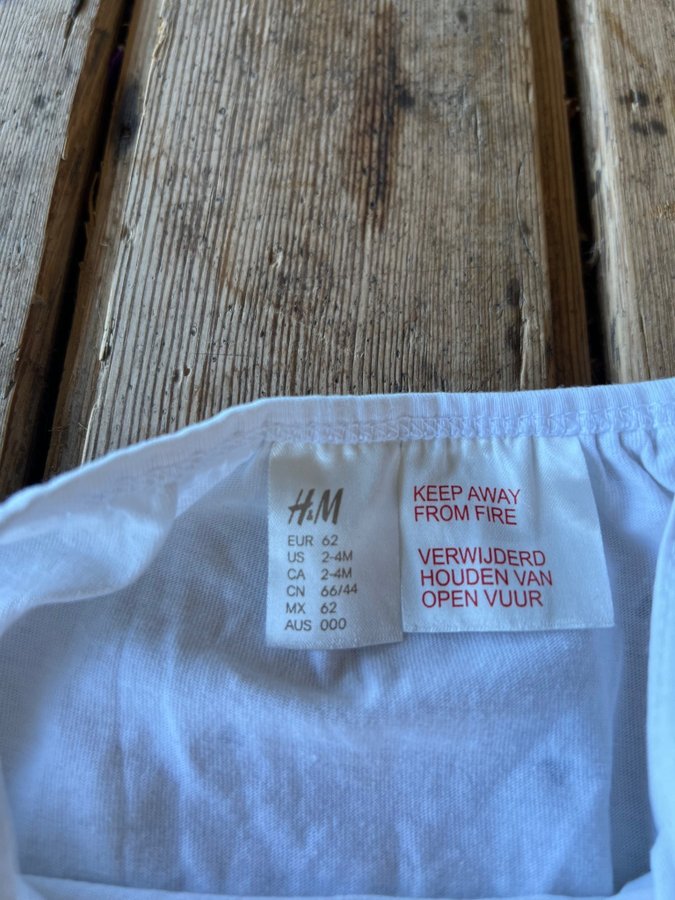 H&M
EUR 62
US 2-4M
CA 2-4M
CN 66/44
MX 62
AUS 000
KEEP AWAY
FROM FIRE
VERWIJDERD
HOUDEN VAN
OPEN VUUR